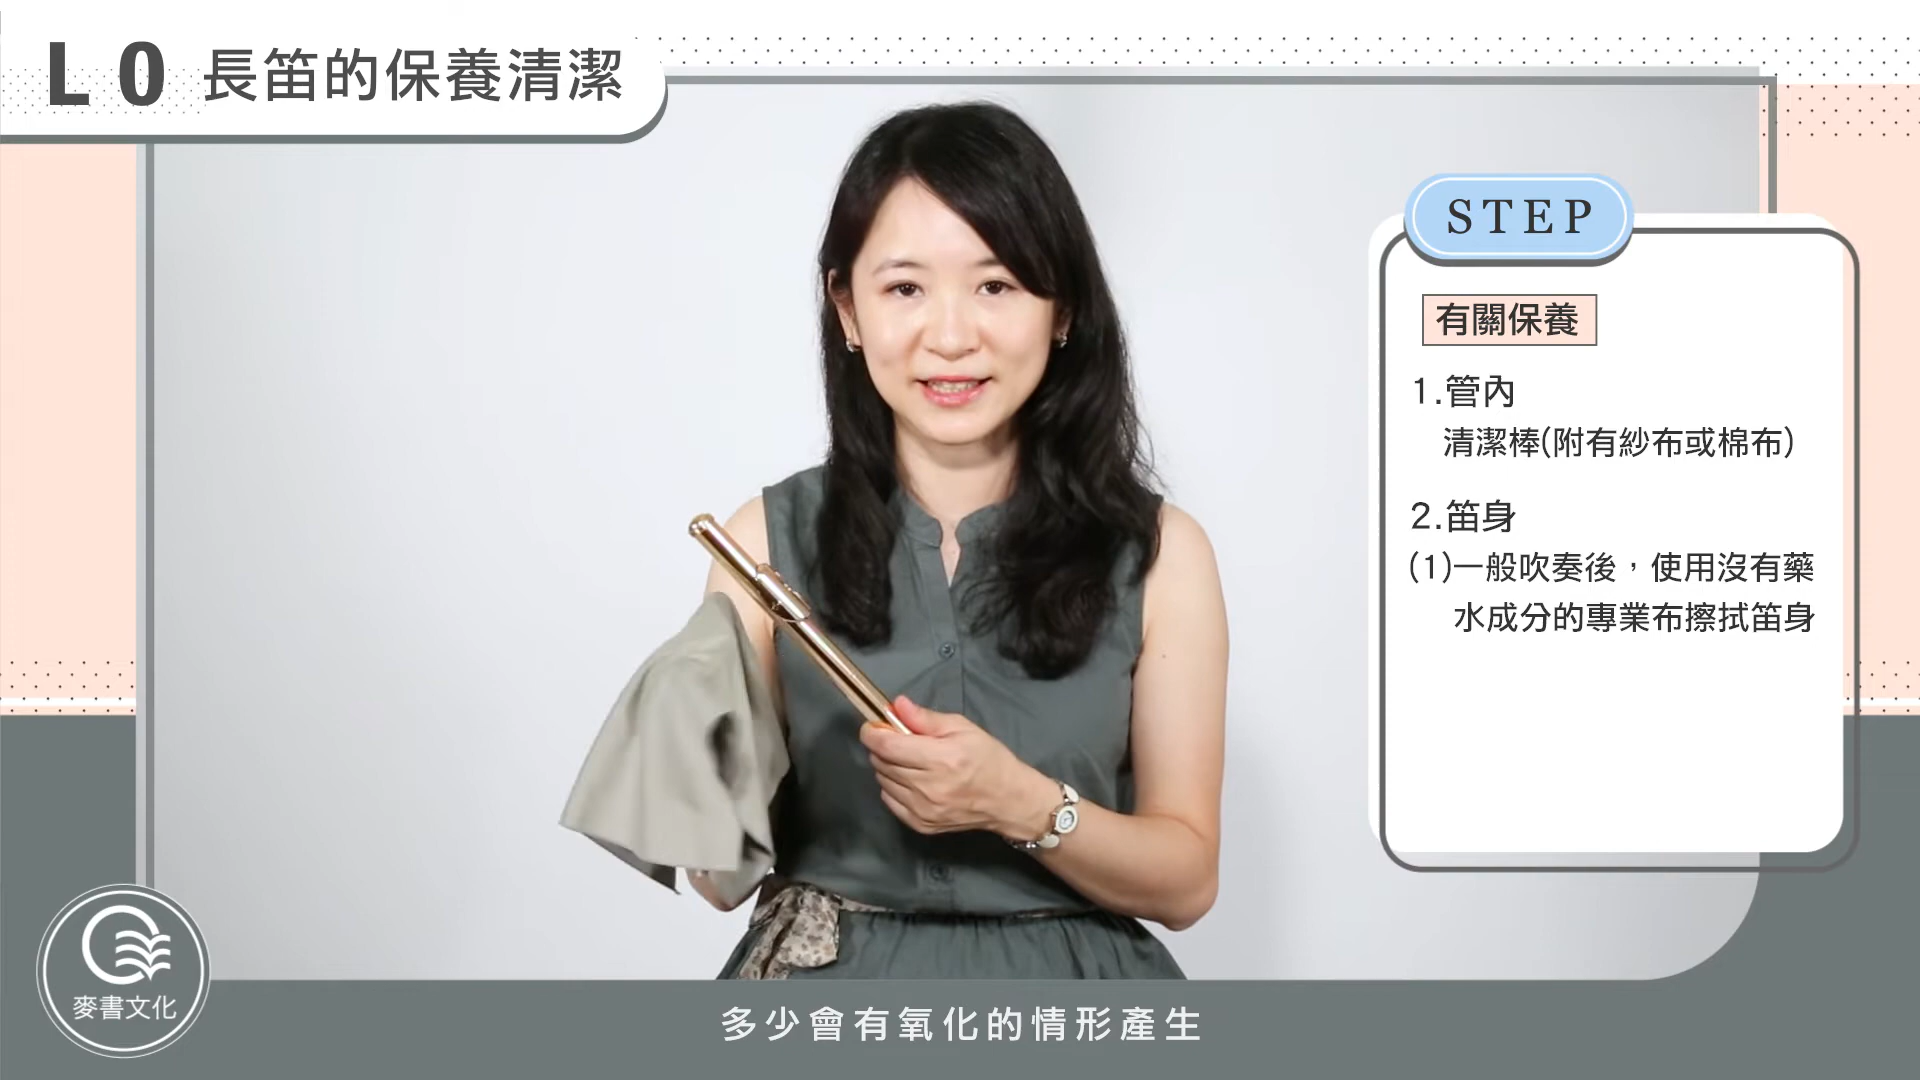 L 0 長笛的保養清潔
STEP
有關保養
1.管內
清潔棒(附有紗布或棉布)
2.笛身
(1)一般吹奏後，使用沒有藥
水成分的專業布擦拭笛身
麥書文化
多少會有氧化的情形產生